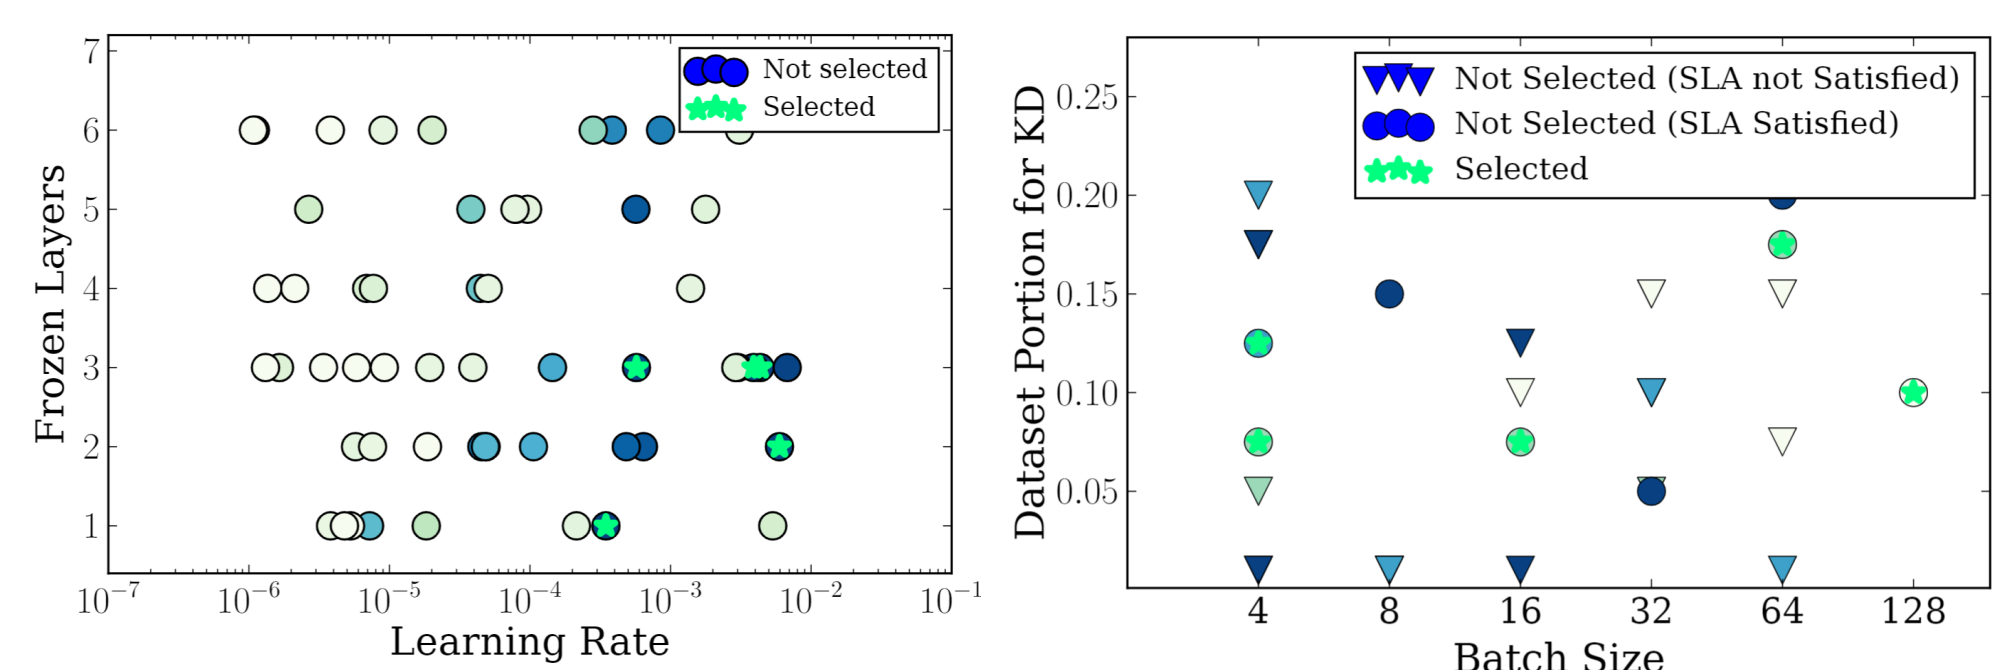 Not selected
Selected
Frozen Layers
7
6
5
4
3
2
1
10⁻⁷ 10⁻⁶ 10⁻⁵ 10⁻⁴ 10⁻³ 10⁻² 10⁻¹
Learning Rate
Not Selected (SLA not Satisfied)
Not Selected (SLA Satisfied)
Selected
Dataset Portion for KD
0.25
0.20
0.15
0.10
0.05
4 8 16 32 64 128
Batch Size